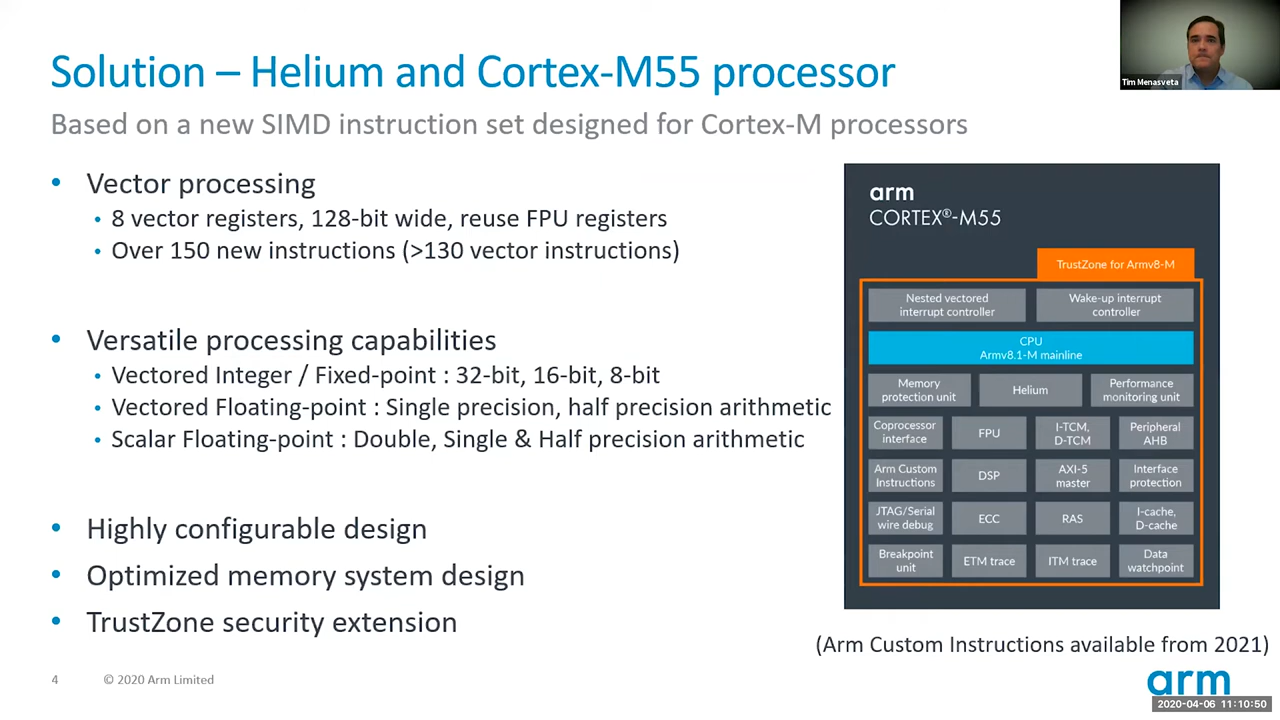 Solution – Helium and Cortex-M55 processor
Based on a new SIMD instruction set designed for Cortex-M processors
Tim Menasveta
• Vector processing
• 8 vector registers, 128-bit wide, reuse FPU registers
• Over 150 new instructions (>130 vector instructions)
• Versatile processing capabilities
• Vectored Integer / Fixed-point : 32-bit, 16-bit, 8-bit
• Vectored Floating-point : Single precision, half precision arithmetic
• Scalar Floating-point : Double, Single & Half precision arithmetic
• Highly configurable design
• Optimized memory system design
• TrustZone security extension
arm
CORTEX®-M55
TrustZone for Armv8-M
Nested vectored
interrupt controller
Wake-up interrupt
controller
CPU
Armv8.1-M mainline
Memory
protection unit
Helium
Performance
monitoring unit
Coprocessor
interface
FPU
I-TCM,
D-TCM
Peripheral
AHB
Arm Custom
Instructions
DSP
AXI-5
master
Interface
protection
JTAG/Serial
wire debug
ECC
RAS
I-cache,
D-cache
Breakpoint
unit
ETM trace
ITM trace
Data
watchpoint
(Arm Custom Instructions available from 2021)
4 © 2020 Arm Limited
arm
2020-04-06 11:10:50